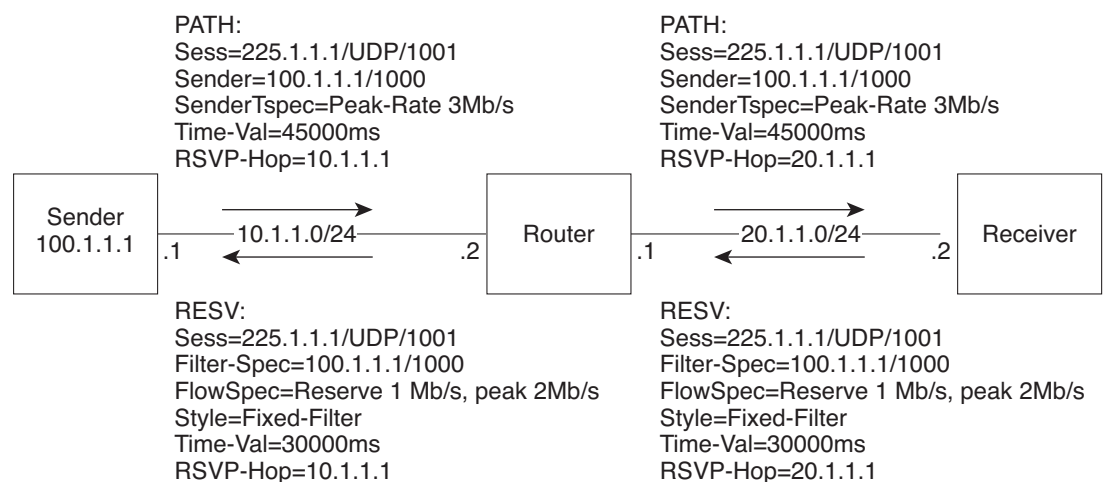 PATH:
Sess=225.1.1.1/UDP/1001
Sender=100.1.1.1/1000
SenderTspec=Peak-Rate 3Mb/s
Time-Val=45000ms
RSVP-Hop=10.1.1.1
PATH:
Sess=225.1.1.1/UDP/1001
Sender=100.1.1.1/1000
SenderTspec=Peak-Rate 3Mb/s
Time-Val=45000ms
RSVP-Hop=20.1.1.1
Sender
100.1.1.1
.1
10.1.1.0/24
.2
Router
.1
20.1.1.0/24
.2
Receiver
RESV:
Sess=225.1.1.1/UDP/1001
Filter-Spec=100.1.1.1/1000
FlowSpec=Reserve 1 Mb/s, peak 2Mb/s
Style=Fixed-Filter
Time-Val=30000ms
RSVP-Hop=10.1.1.1
RESV:
Sess=225.1.1.1/UDP/1001
Filter-Spec=100.1.1.1/1000
FlowSpec=Reserve 1 Mb/s, peak 2Mb/s
Style=Fixed-Filter
Time-Val=30000ms
RSVP-Hop=20.1.1.1